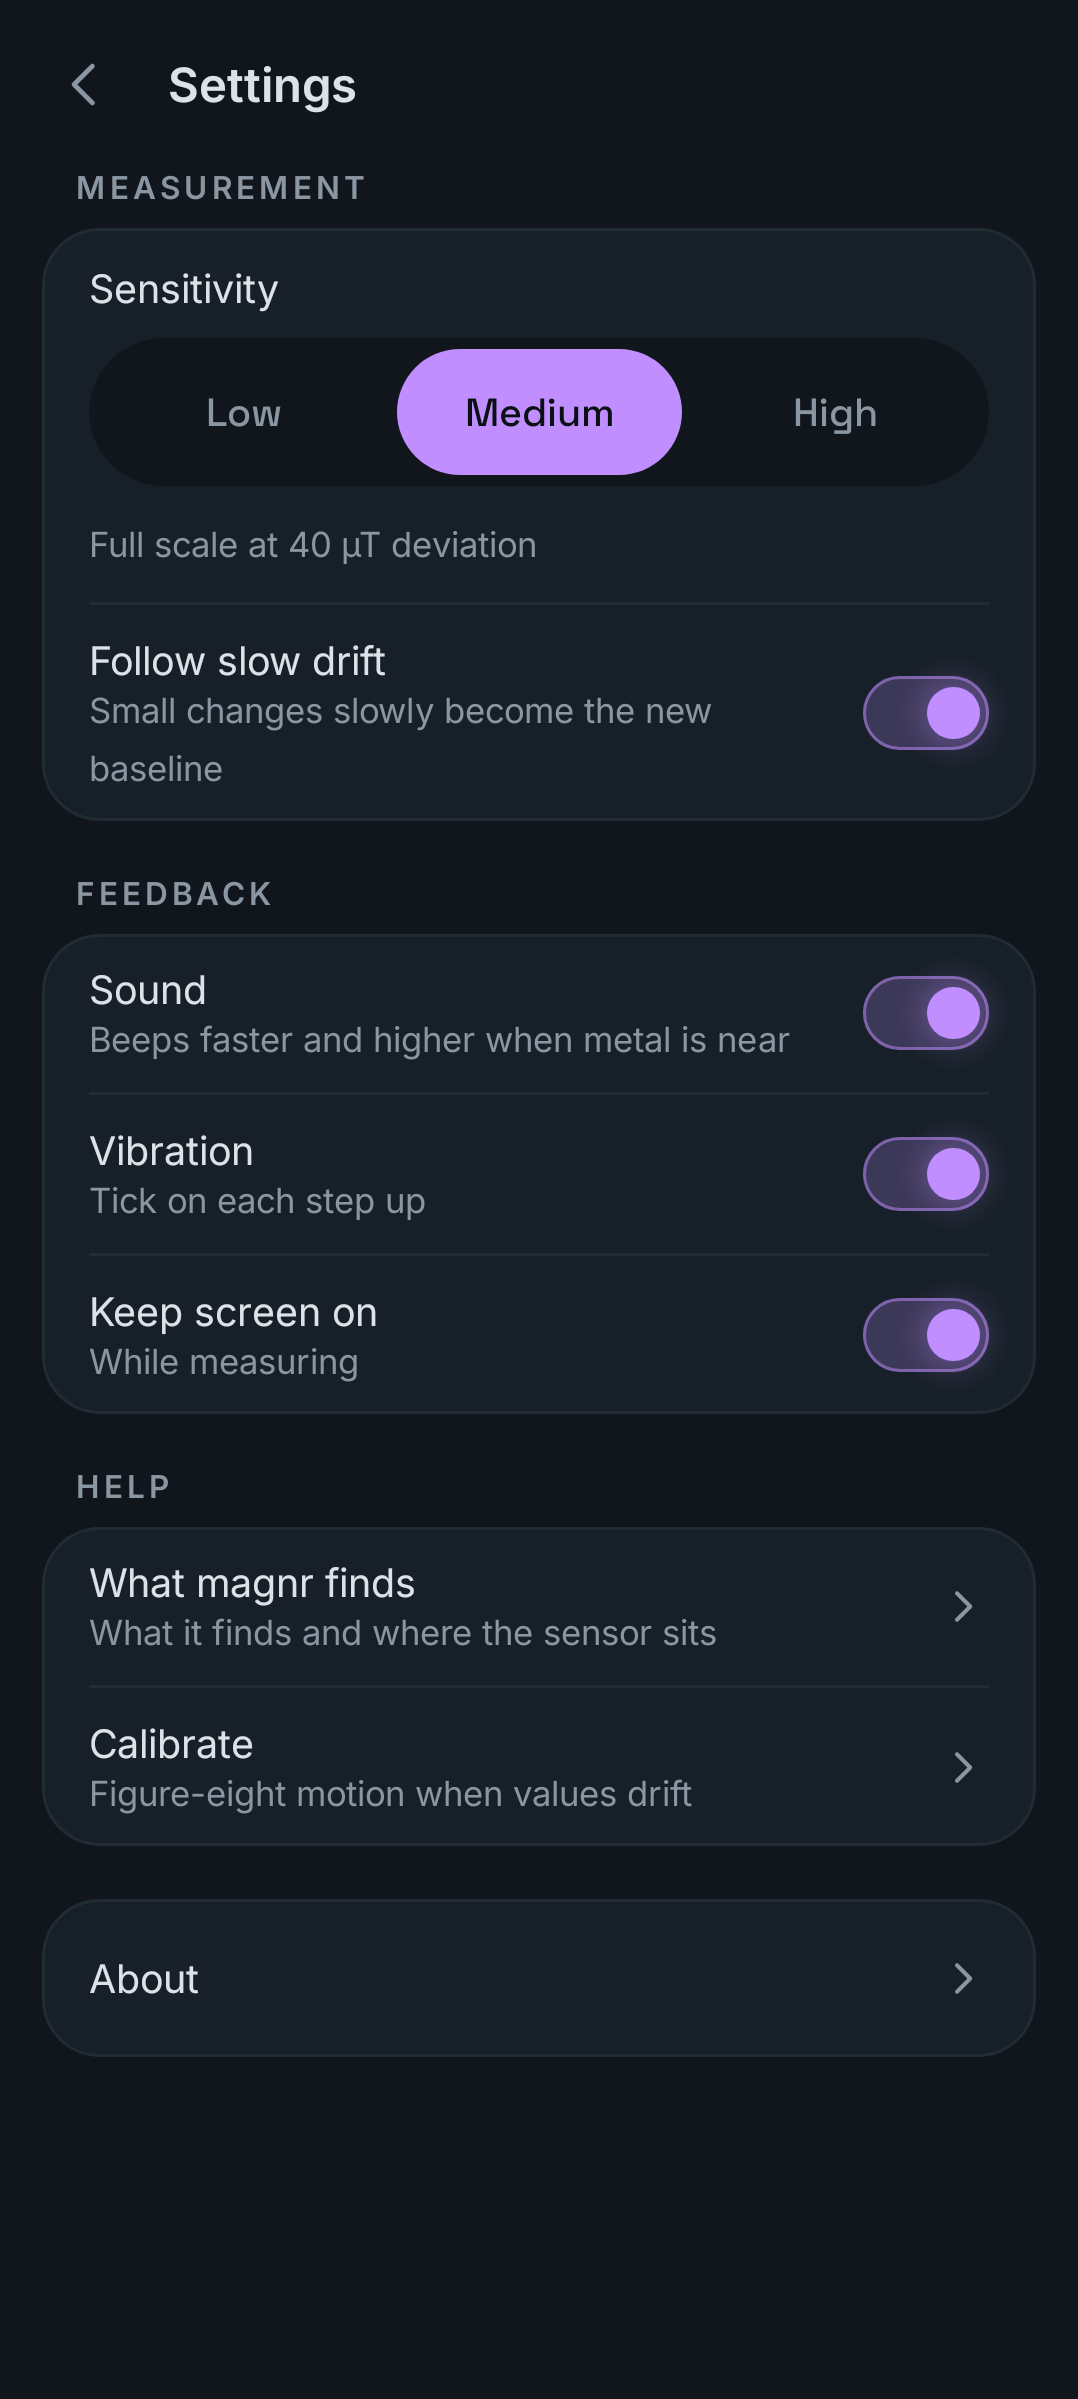 Settings
MEASUREMENT
Sensitivity
Low Medium High
Full scale at 40 µT deviation
Follow slow drift
Small changes slowly become the new
baseline
FEEDBACK
Sound
Beeps faster and higher when metal is near
Vibration
Tick on each step up
Keep screen on
While measuring
HELP
What magnr finds
What it finds and where the sensor sits
Calibrate
Figure-eight motion when values drift
About